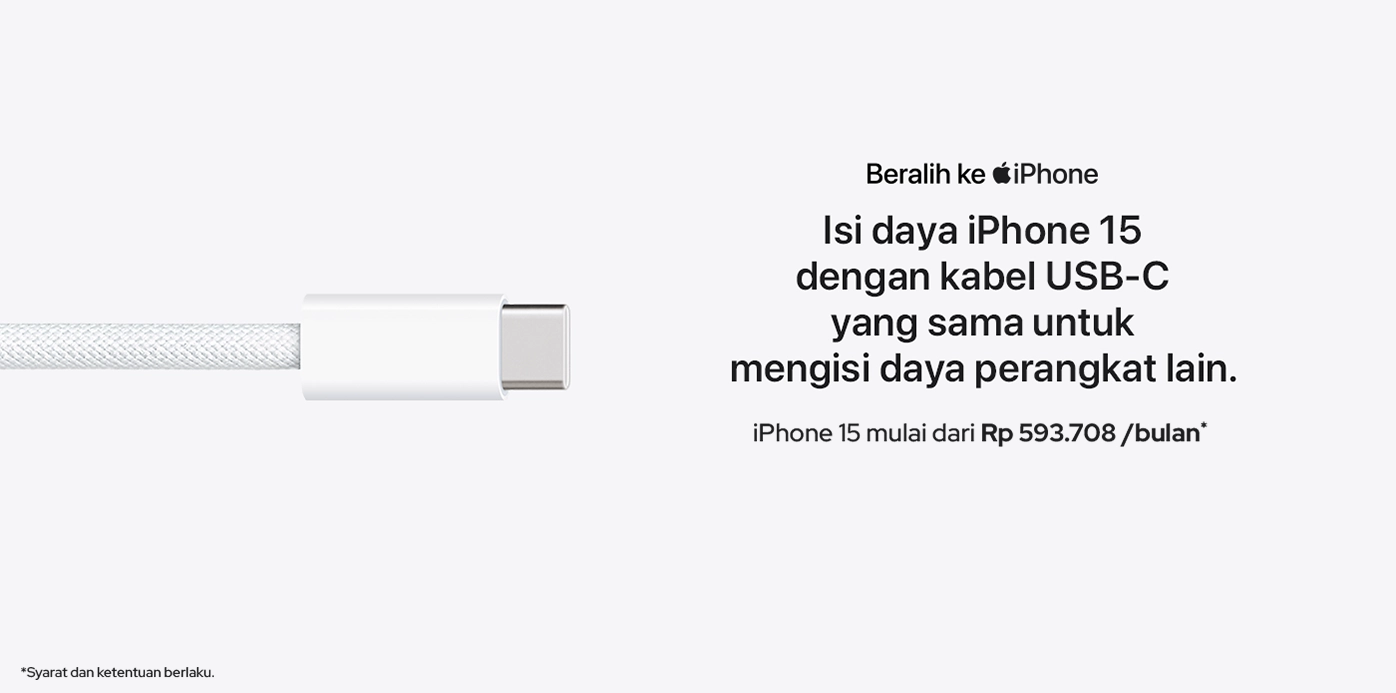 Beralih ke iPhone
Isi daya iPhone 15
dengan kabel USB-C
yang sama untuk
mengisi daya perangkat lain.
iPhone 15 mulai dari Rp 593.708 /bulan*
*Syarat dan ketentuan berlaku.